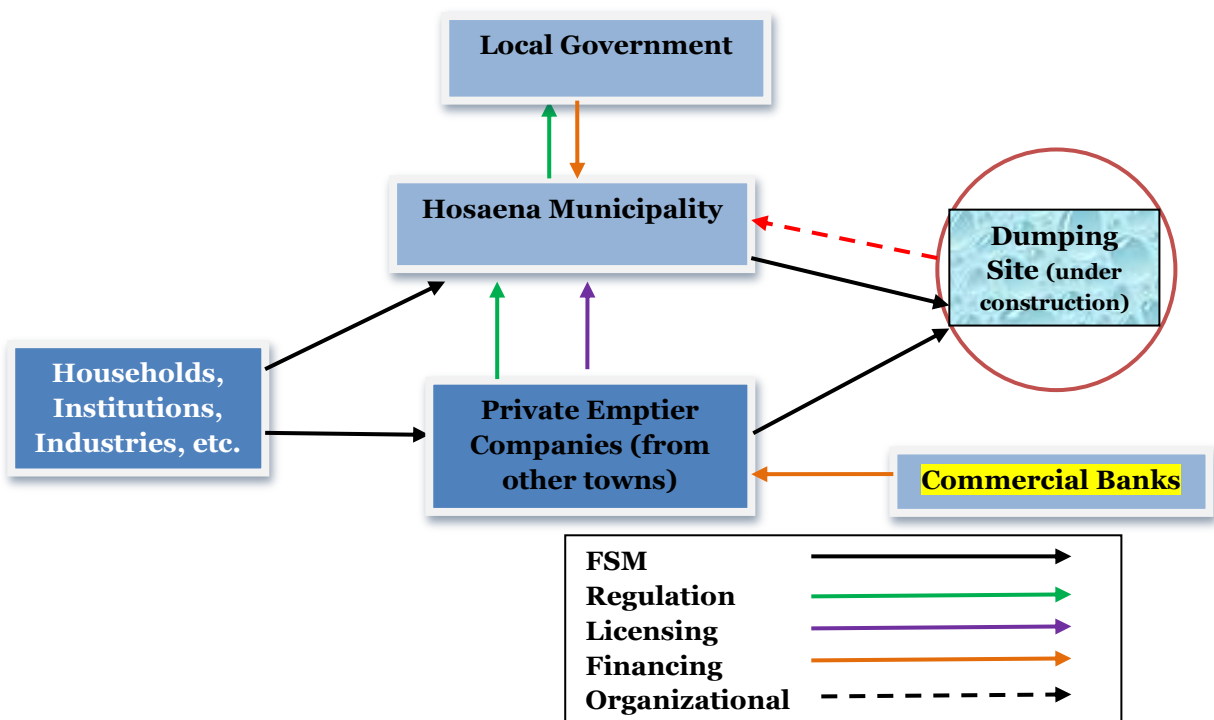 Local Government
Hosaena Municipality
Dumping
Site (under
construction)
Households,
Institutions,
Industries, etc.
Private Emptier
Companies (from
other towns)
Commercial Banks
FSM
Regulation
Licensing
Financing
Organizational